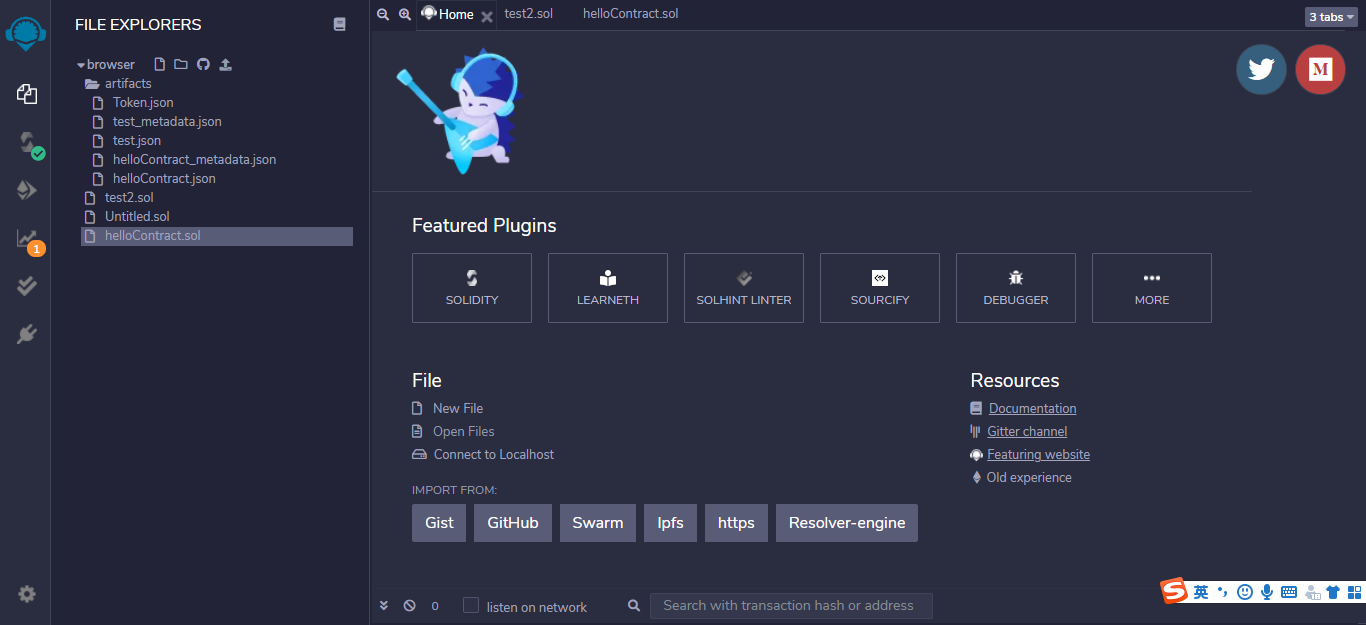 FILE EXPLORERS
browser
artifacts
Token.json
test_metadata.json
test.json
helloContract_metadata.json
helloContract.json
test2.sol
Untitled.sol
helloContract.sol
1
Home
test2.sol
helloContract.sol
3 tabs
M
Featured Plugins
SOLIDITY
LEARNETH
SOLHINT LINTER
SOURCIFY
DEBUGGER
MORE
File
New File
Open Files
Connect to Localhost
IMPORT FROM:
Gist
GitHub
Swarm
Ipfs
https
Resolver-engine
Resources
Documentation
Gitter channel
Featuring website
Old experience
0
listen on network
Search with transaction hash or address
S
英